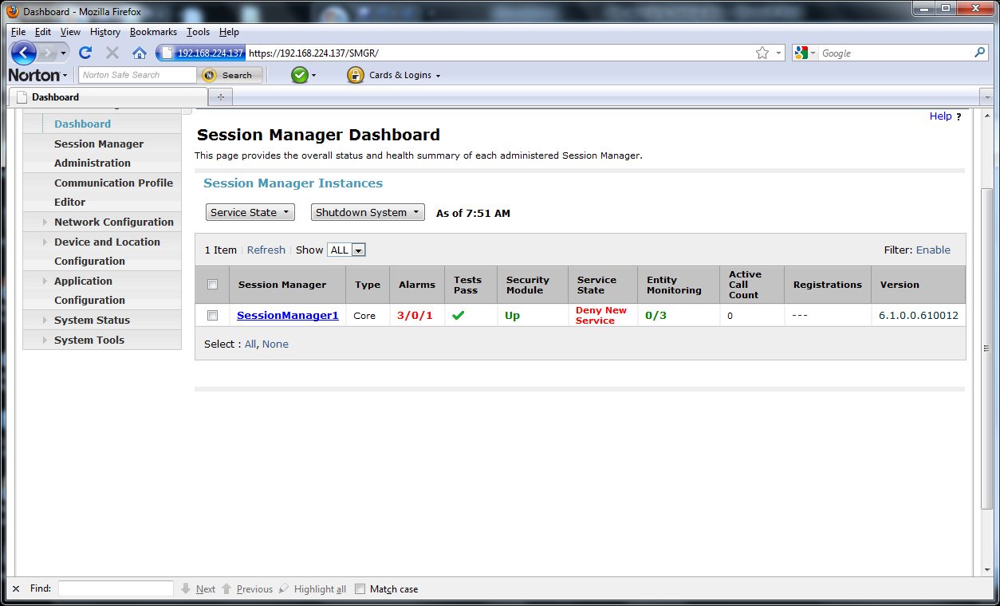 Dashboard - Mozilla Firefox
File Edit View History Bookmarks Tools Help
192.168.224.137 https://192.168.224.137/SMGR/ Google
Norton Norton Safe Search Search Cards & Logins
Dashboard
Dashboard
Session Manager
Administration
Communication Profile
Editor
Network Configuration
Device and Location
Configuration
Application
Configuration
System Status
System Tools
Help ?
Session Manager Dashboard
This page provides the overall status and health summary of each administered Session Manager.
Session Manager Instances
Service State Shutdown System As of 7:51 AM
1 Item Refresh Show ALL Filter: Enable
Session Manager Type Alarms Tests Pass Security Module Service State Entity Monitoring Active Call Count Registrations Version
SessionManager1 Core 3/0/1 Up Deny New Service 0/3 0 --- 6.1.0.0.610012
Select : All, None
Find: Next Previous Highlight all Match case